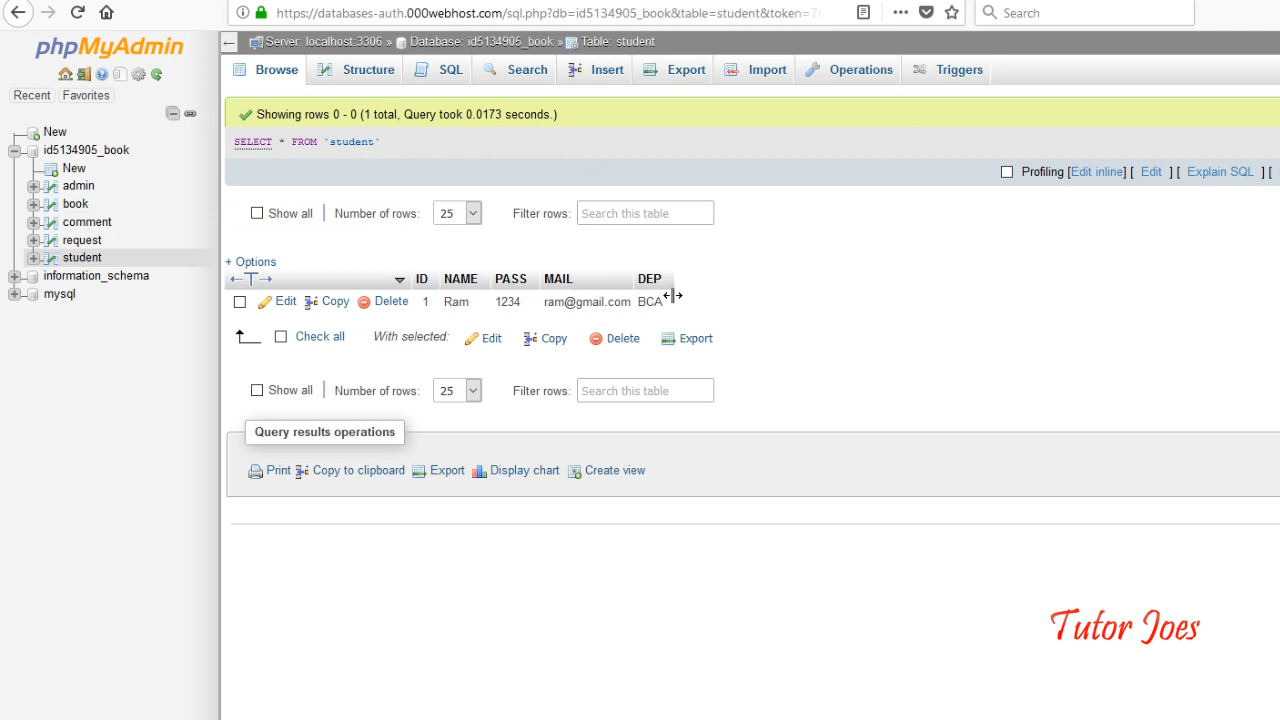 https://databases-auth.000webhost.com/sql.php?db=id5134905_book&table=student&token=7
Search
phpMyAdmin
Recent Favorites
New
id5134905_book
New
admin
book
comment
request
student
information_schema
mysql
Server: localhost:3306 » Database: id5134905_book » Table: student
Browse Structure SQL Search Insert Export Import Operations Triggers
Showing rows 0 - 0 (1 total, Query took 0.0173 seconds.)
SELECT * FROM `student`
Profiling [Edit inline] [ Edit ] [ Explain SQL ] [
Show all Number of rows: 25 Filter rows: Search this table
+ Options
ID NAME PASS MAIL DEP
Edit Copy Delete 1 Ram 1234 ram@gmail.com BCA
Check all With selected: Edit Copy Delete Export
Show all Number of rows: 25 Filter rows: Search this table
Query results operations
Print Copy to clipboard Export Display chart Create view
Tutor Joes